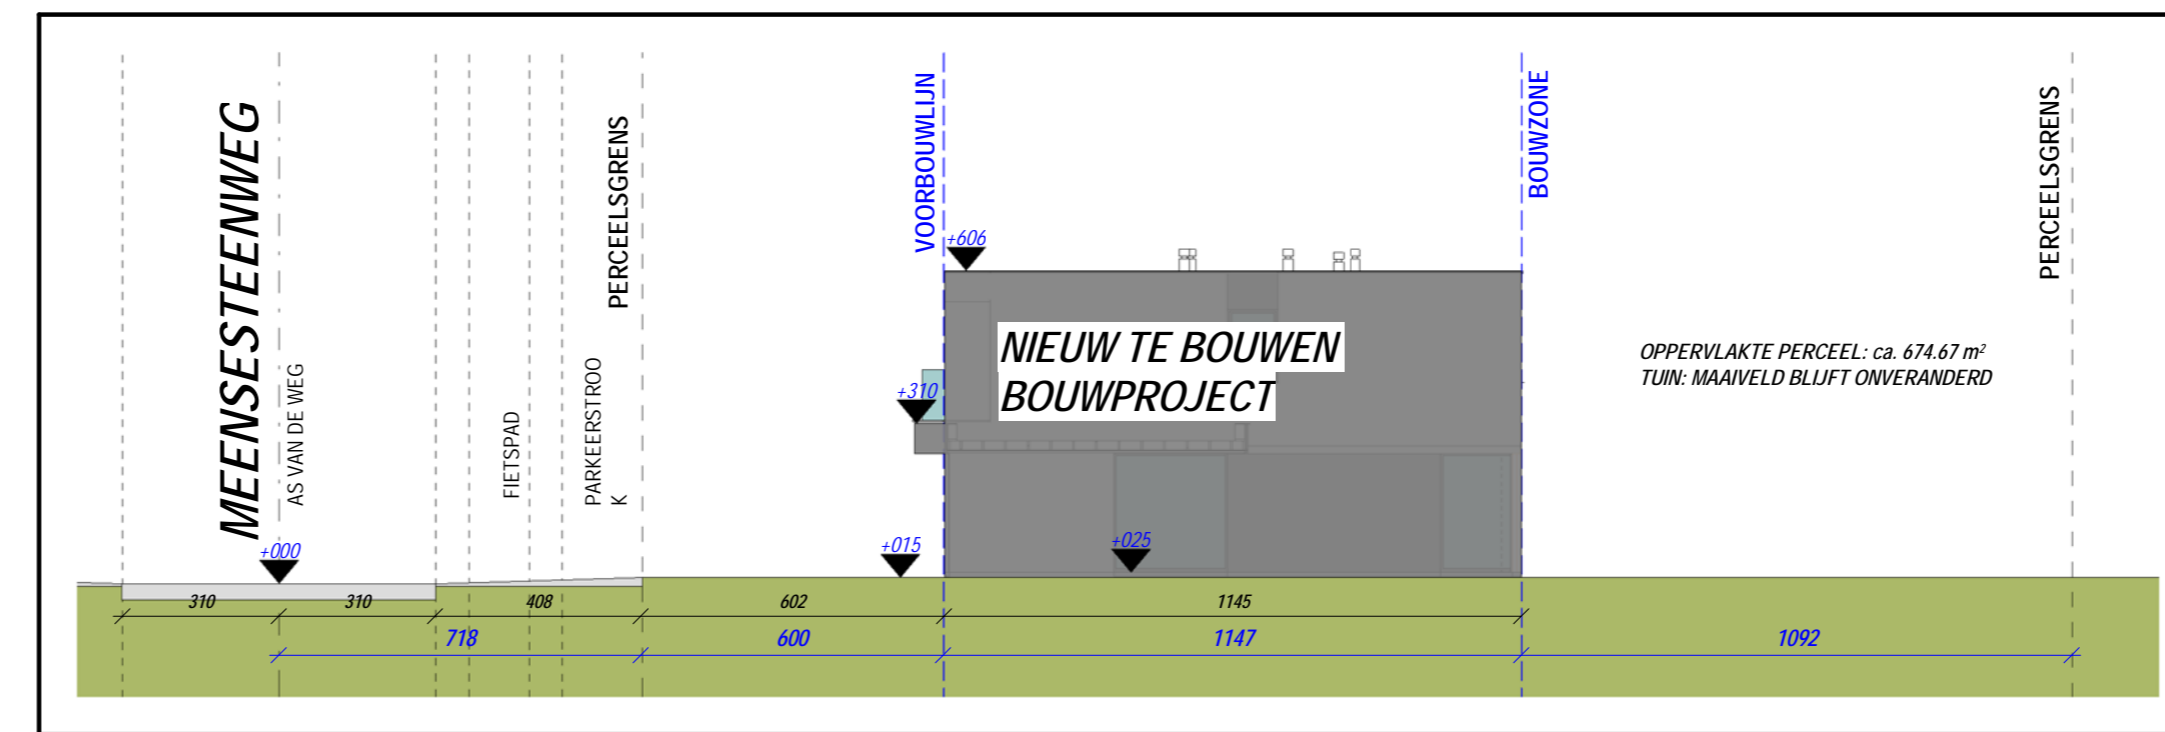 MEENSESTEENWEG
AS VAN DE WEG
FIETSPAD
PARKEERSTROO
K
PERCEELSGRENS
VOORBOUWLIJN
BOUWZONE
PERCEELSGRENS
+606
NIEUW TE BOUWEN
BOUWPROJECT
OPPERVLAKTE PERCEEL: ca. 674.67 m²
TUIN: MAAIVELD BLIJFT ONVERANDERD
+310
+000
+015
+025
310
310
408
602
1145
718
600
1147
1092